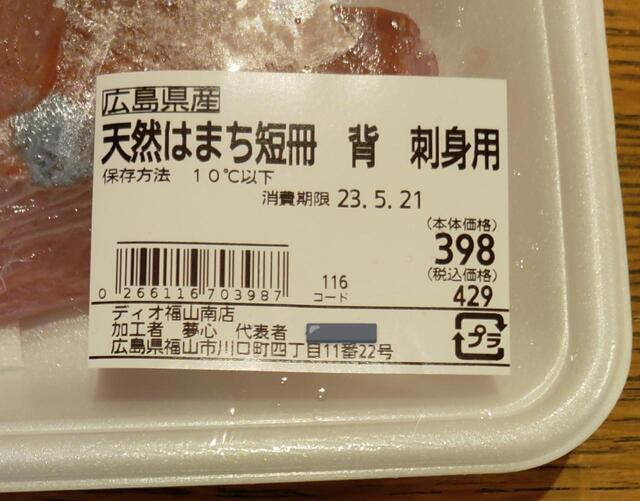 広島県産
天然はまち短冊 背 刺身用
保存方法 10℃以下
消費期限 23.5.21
(本体価格)
398
(税込価格)
429
116
コード
0 266116 703987
ディオ福山南店
加工者 夢心 代表者
広島県福山市川口町四丁目11番22号
プラ